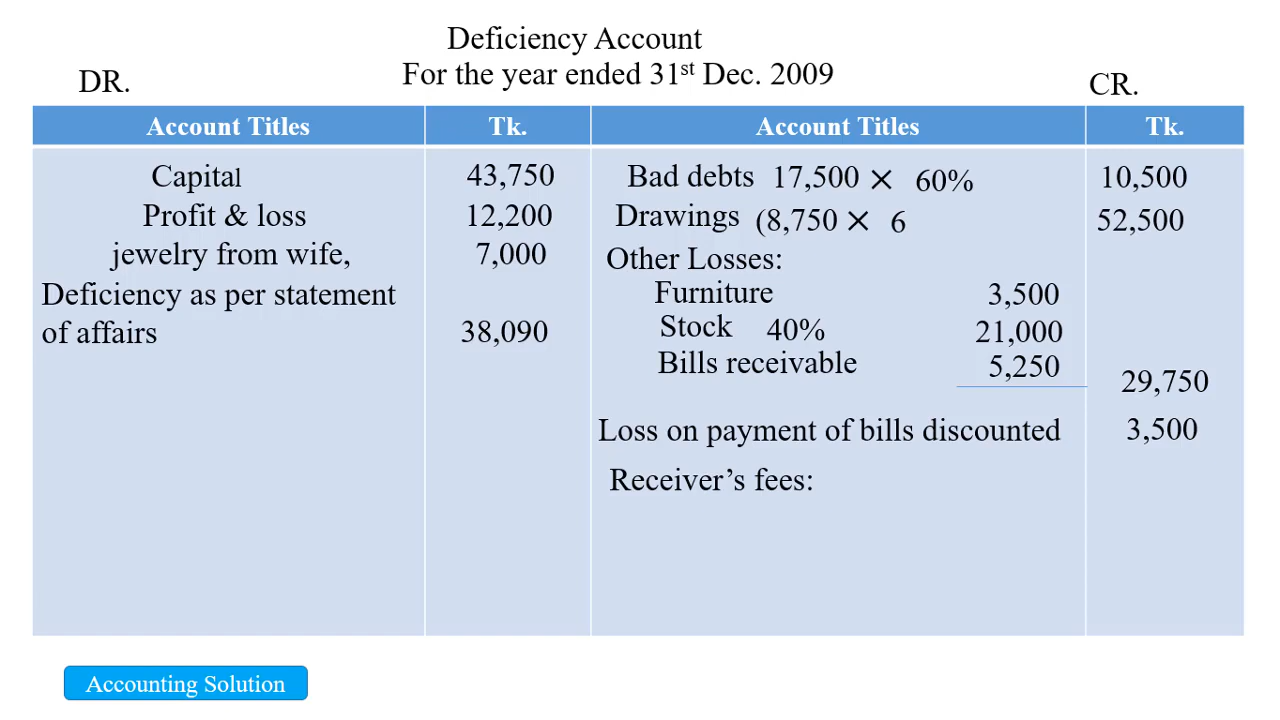 Deficiency Account
For the year ended 31st Dec. 2009
DR.
CR.
Account Titles Tk. Account Titles Tk.
Capital 43,750 Bad debts 17,500 × 60% 10,500
Profit & loss 12,200 Drawings (8,750 × 6 52,500
jewelry from wife, 7,000 Other Losses:
Deficiency as per statement Furniture 3,500
of affairs 38,090 Stock 40% 21,000
Bills receivable 5,250 29,750
Loss on payment of bills discounted 3,500
Receiver’s fees:
Accounting Solution